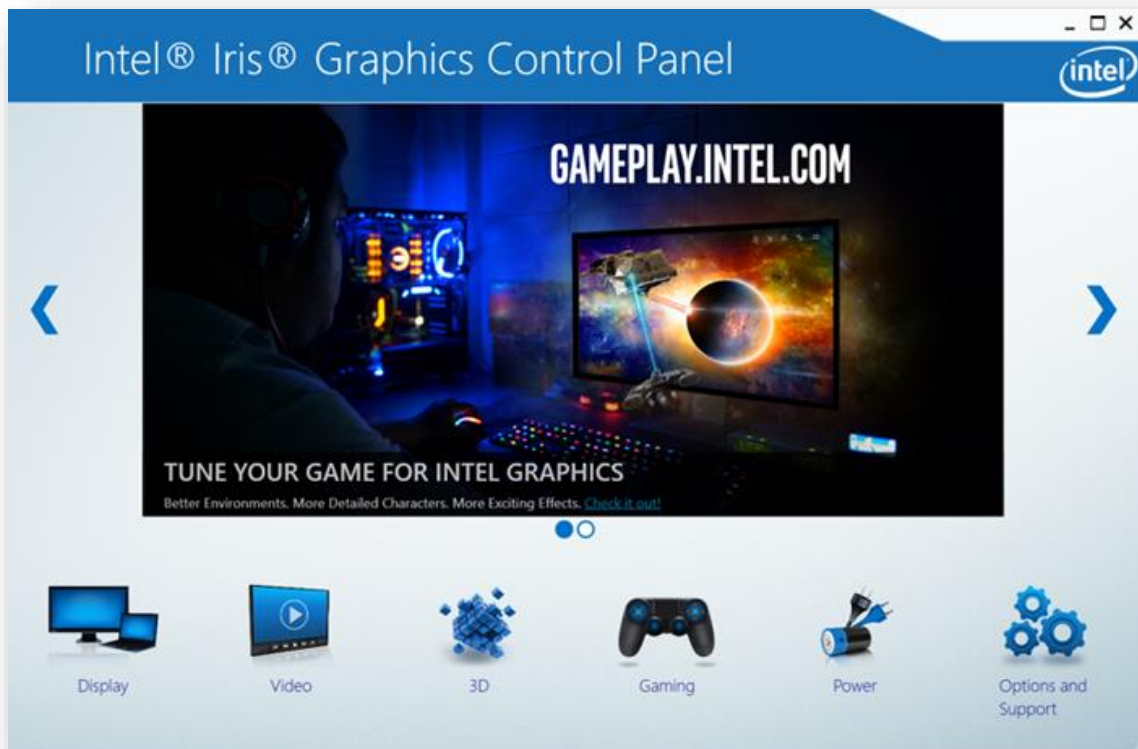 Intel® Iris® Graphics Control Panel
intel
GAMEPLAY.INTEL.COM
TUNE YOUR GAME FOR INTEL GRAPHICS
Better Environments. More Detailed Characters. More Exciting Effects. Check it out!
Display
Video
3D
Gaming
Power
Options and
Support